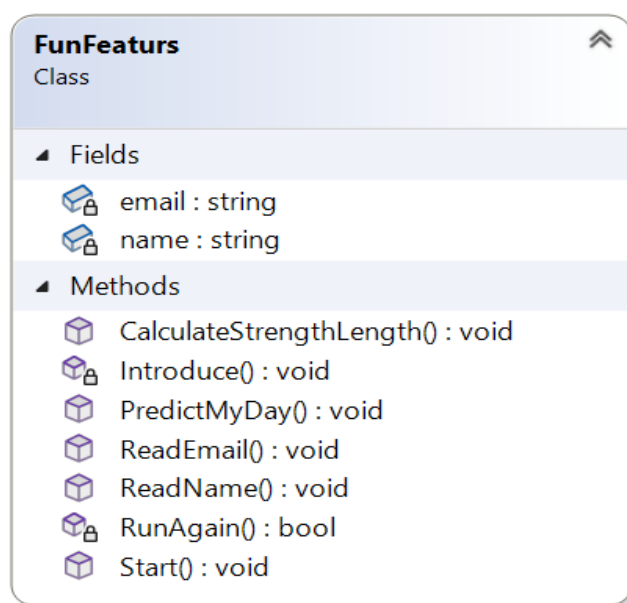 FunFeaturs
Class
Fields
email : string
name : string
Methods
CalculateStrengthLength() : void
Introduce() : void
PredictMyDay() : void
ReadEmail() : void
ReadName() : void
RunAgain() : bool
Start() : void